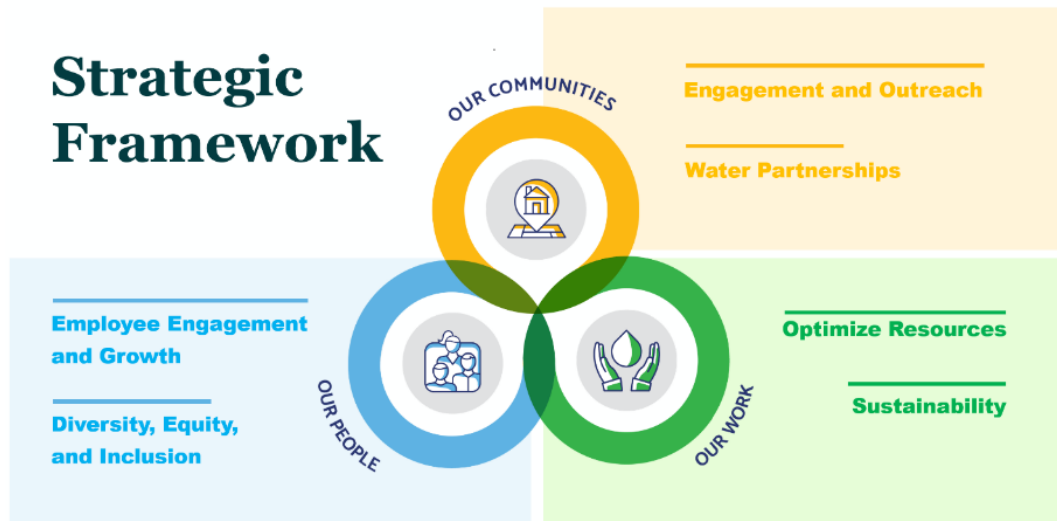 Strategic
Framework
OUR COMMUNITIES
Engagement and Outreach
Water Partnerships
Employee Engagement
and Growth
Diversity, Equity,
and Inclusion
OUR PEOPLE
Optimize Resources
Sustainability
OUR WORK